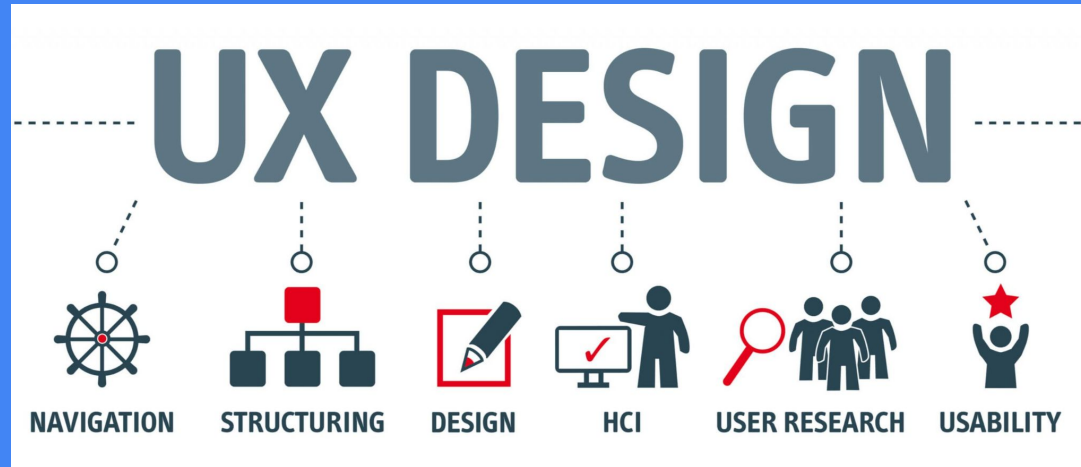 UX DESIGN
NAVIGATION STRUCTURING DESIGN HCI USER RESEARCH USABILITY